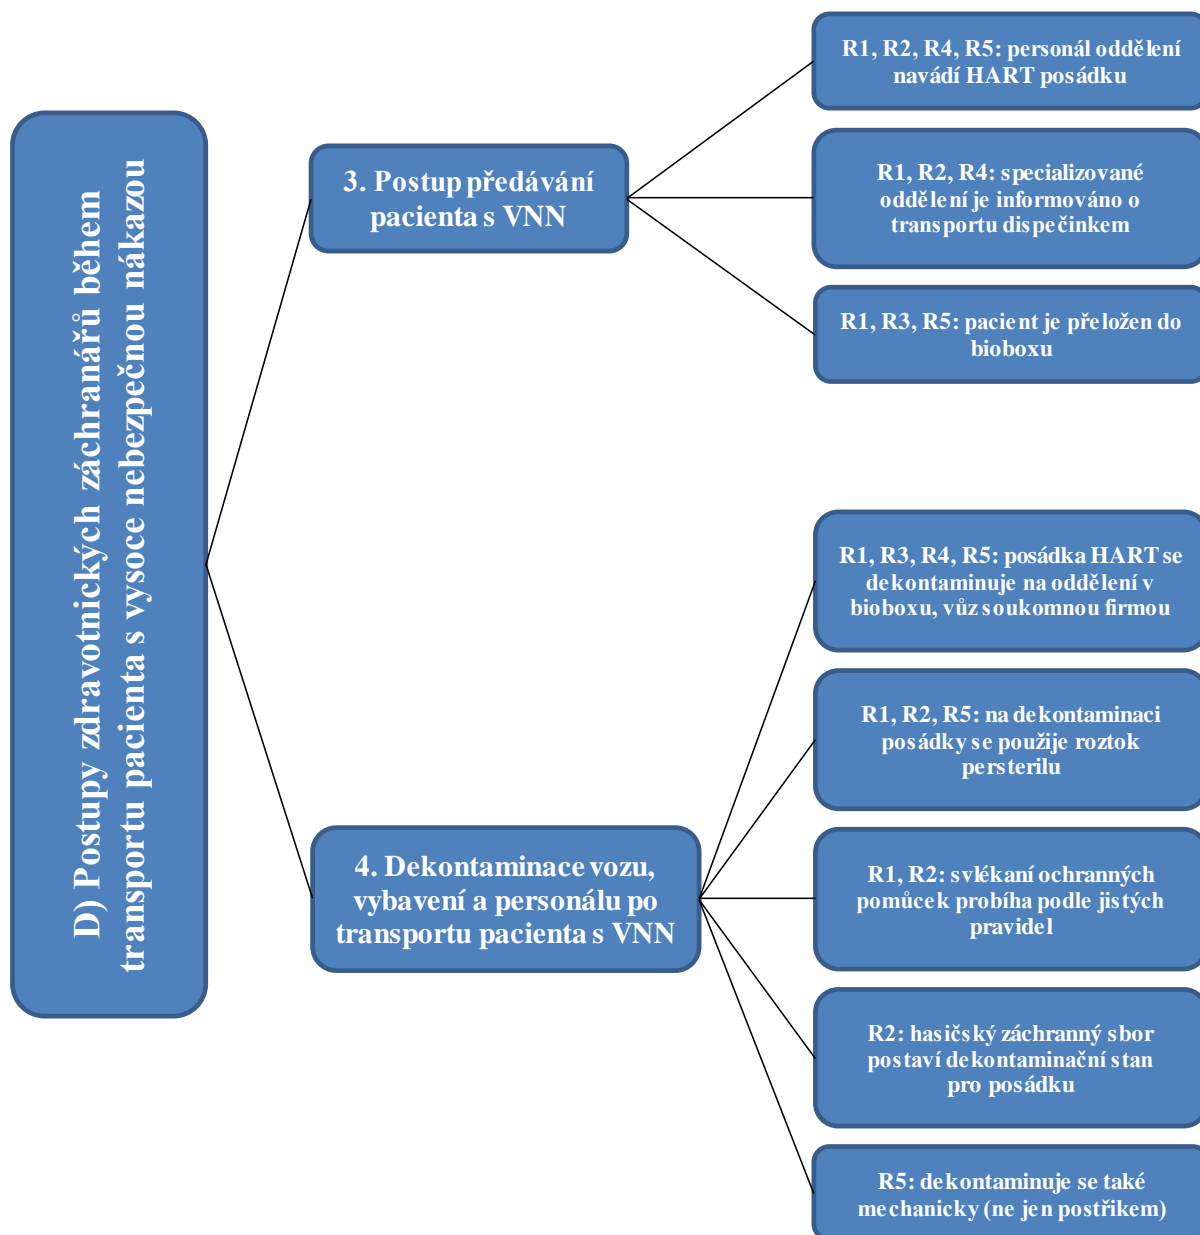 D) Postupy zdravotnických záchranářů během
transportu pacienta s vysoce nebezpečnou nákazou
3. Postup předávání
pacienta s VNN
R1, R2, R4, R5: personál oddělení
navádí HART posádku
R1, R2, R4: specializované
oddělení je informováno o
transportu dispečinkem
R1, R3, R5: pacient je přeložen do
bioboxu
4. Dekontaminace vozu,
vybavení a personálu po
transportu pacienta s VNN
R1, R3, R4, R5: posádka HART se
dekontaminuje na oddělení v
bioboxu, vůz soukomnou firmou
R1, R2, R5: na dekontaminaci
posádky se použije roztok
persterilu
R1, R2: svlékaní ochranných
pomůcek probíha podle jistých
pravidel
R2: hasičský záchranný sbor
postaví dekontaminační stan
pro posádku
R5: dekontaminuje se také
mechanicky (ne jen postřikem)